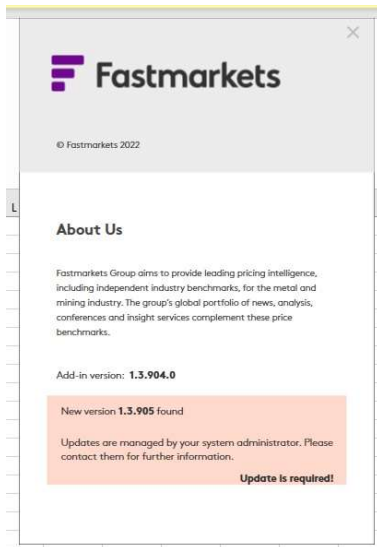 L
Fastmarkets
© Fastmarkets 2022
About Us
Fastmarkets Group aims to provide leading pricing intelligence,
including independent industry benchmarks, for the metal and
mining industry. The group's global portfolio of news, analysis,
conferences and insight services complement these price
benchmarks.
Add-in version: 1.3.904.0
New version 1.3.905 found
Updates are managed by your system administrator. Please
contact them for further information.
Update is required!